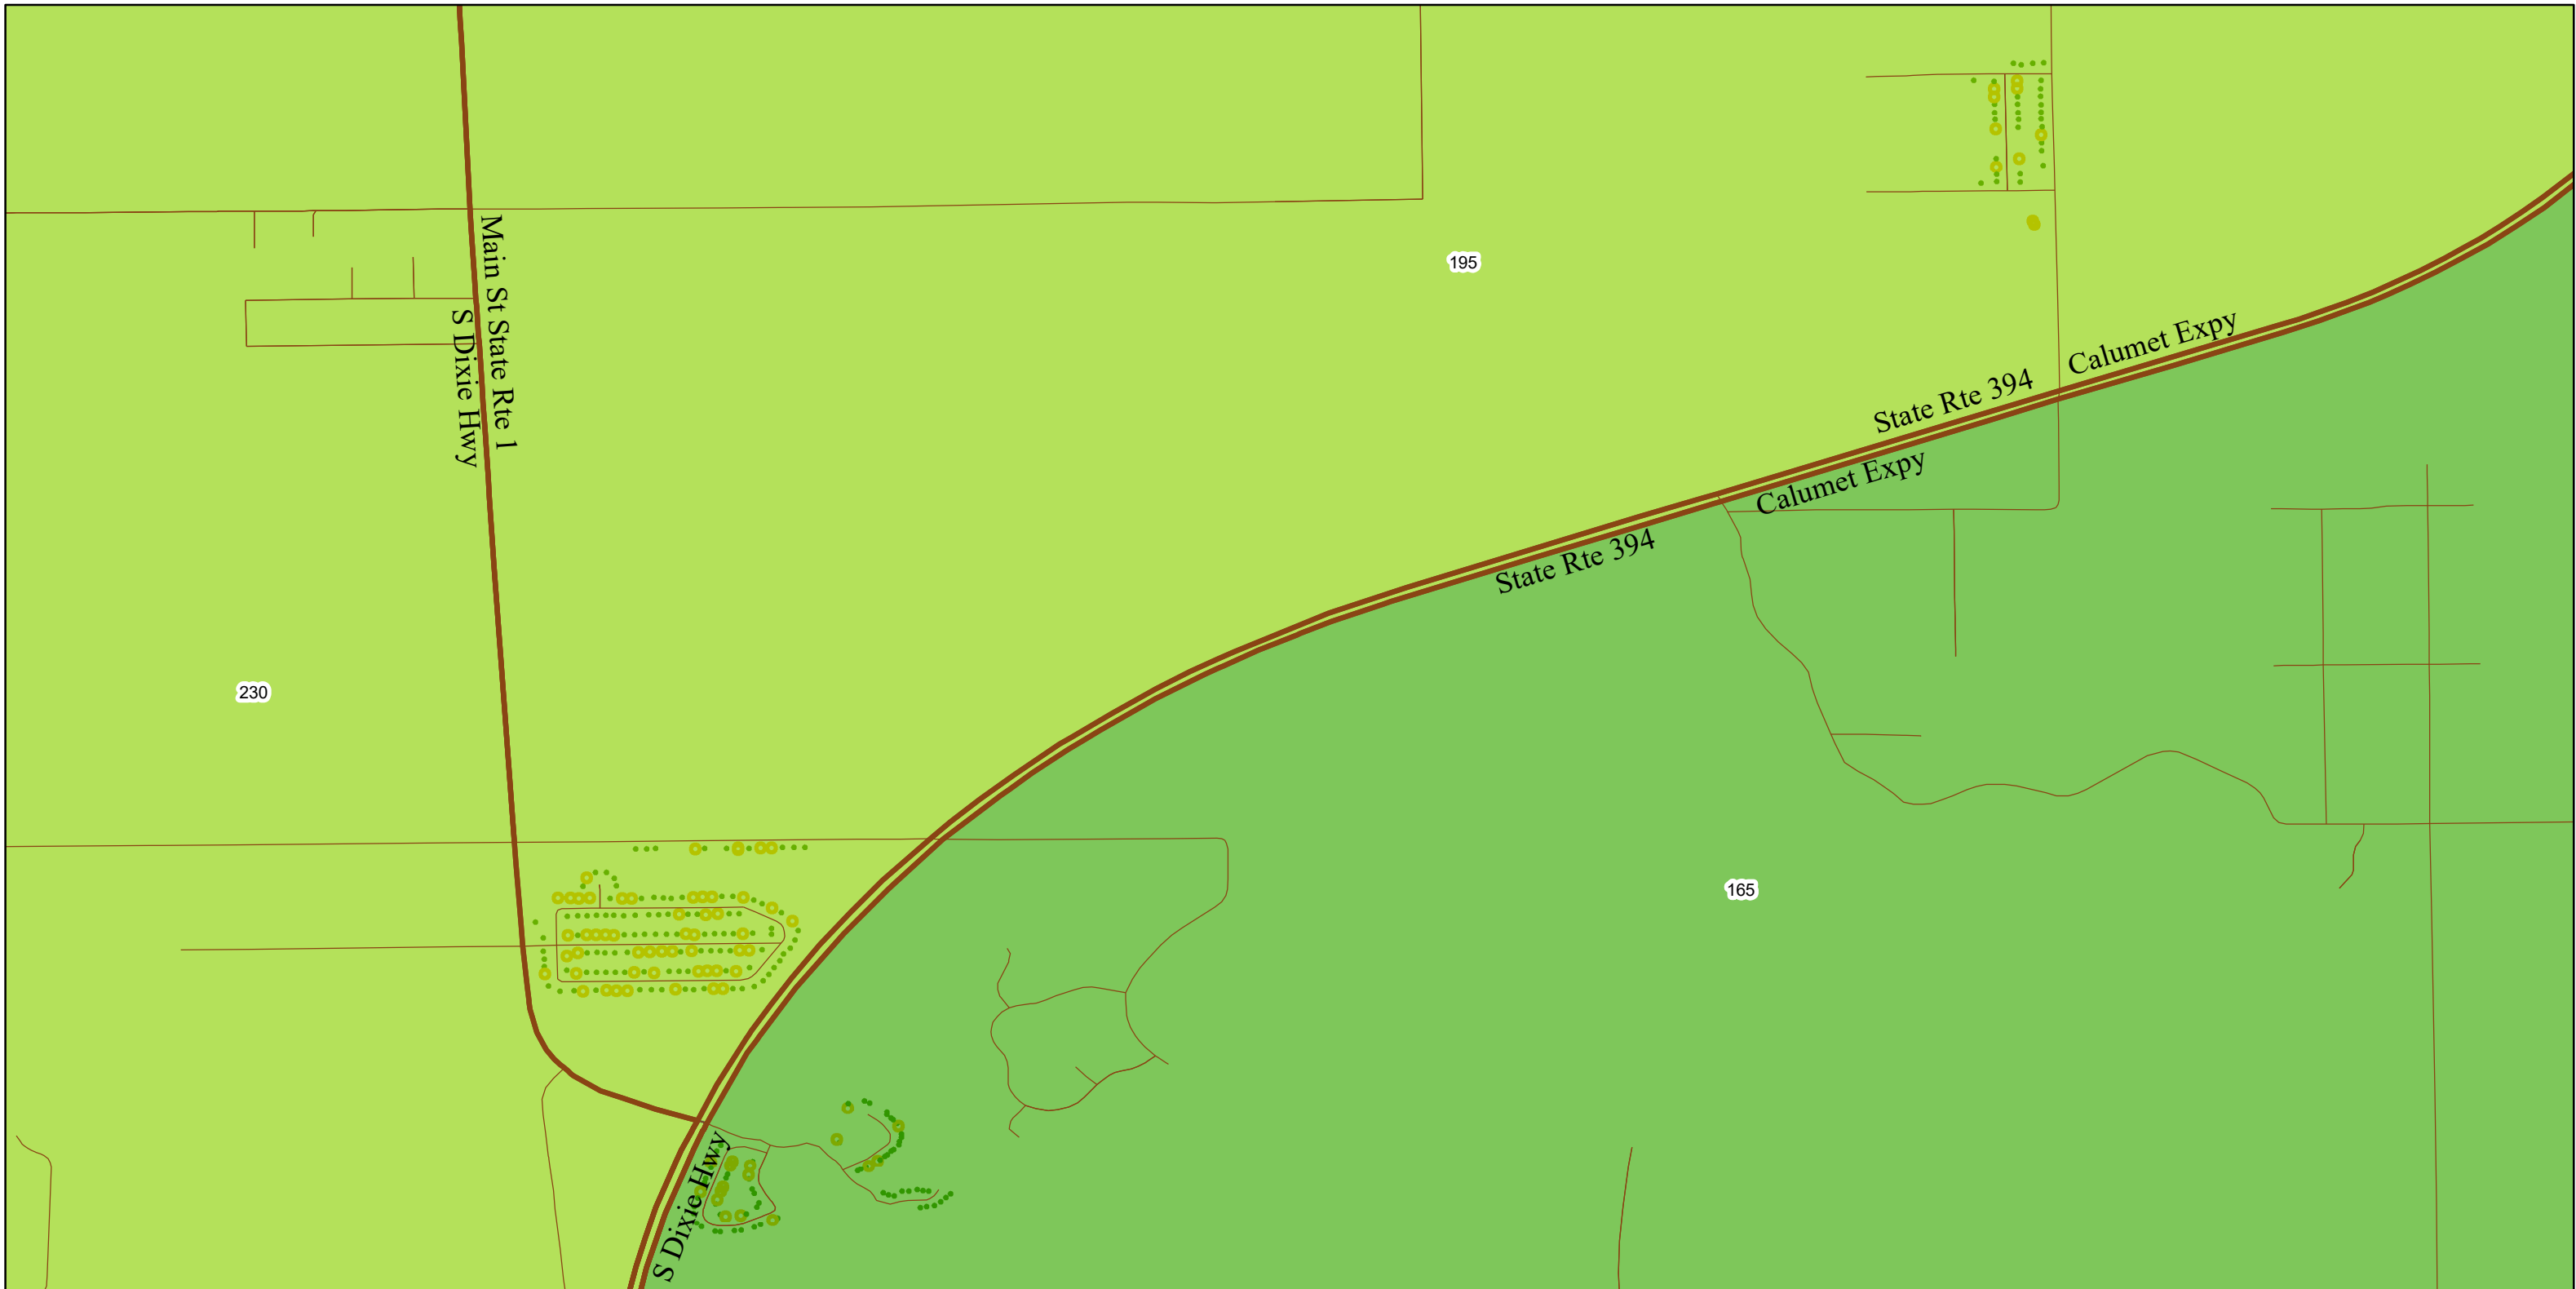 Main St State Rte 1
S Dixie Hwy
195
Calumet Expy
State Rte 394
Calumet Expy
State Rte 394
230
165
S Dixie Hwy